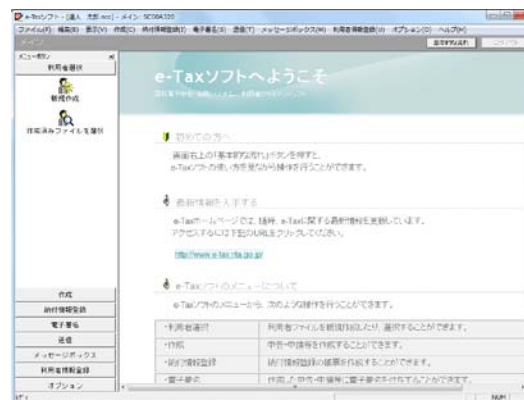 e-Taxソフト - [国人 太郎.ncc] - メイン: SC00A320
ファイル(F) 編集(E) 表示(V) 作成(C) 納付情報登録(I) 電子署名(S) 送信(T) メッセージボックス(M) 利用者情報登録(U) オプション(O) ヘルプ(H)
メイン
基本的な流れ
メニューボタン
利用者選択
新規作成
作成済みファイルを選択
e-Taxソフトへようこそ
初めての方へ
画面右上の「基本的な流れ」ボタンを押すと、
e-Taxソフトの使い方を見ながら操作を行うことができます。
最新情報を入手する
e-Taxホームページでは、随時、e-Taxに関する最新情報を更新しています。
アクセスするには下記のURLをクリックしてください。
http://www.e-tax.nta.go.jp/
e-Taxソフトのメニューについて
e-Taxソフトのメニューから、次のような操作を行うことができます。
・利用者選択 利用者ファイルを新規作成したり、選択することができます。
・作成 申告・申請等を作成することができます。
・納付情報登録 納付情報登録の帳票を作成することができます。
・電子署名 作成した申告・申請等に電子署名を付与することができます。
作成
納付情報登録
電子署名
送信
メッセージボックス
利用者情報登録
オプション
NUM